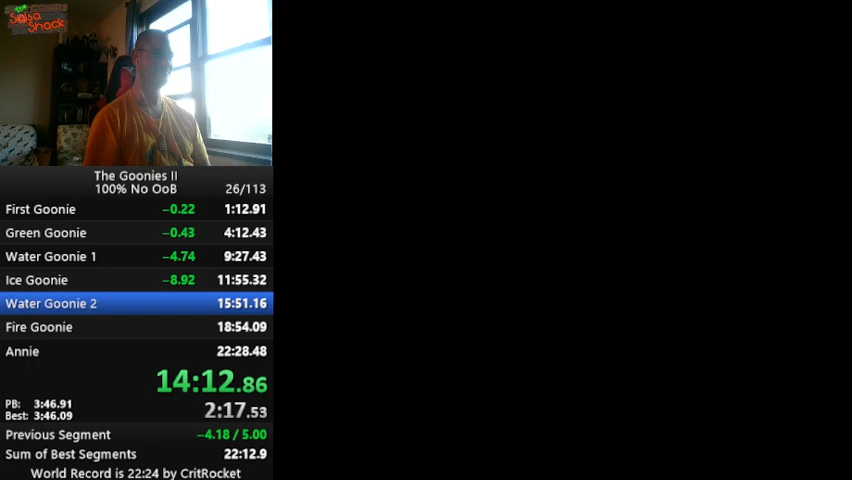 The
Salsa
Shack
The Goonies II
100% No OoB 26/113
First Goonie −0.22 1:12.91
Green Goonie −0.43 4:12.43
Water Goonie 1 −4.74 9:27.43
Ice Goonie −8.92 11:55.32
Water Goonie 2 15:51.16
Fire Goonie 18:54.09
Annie 22:28.48
14:12.86
PB: 3:46.91
Best: 3:46.09
2:17.53
Previous Segment −4.18 / 5.00
Sum of Best Segments 22:12.9
World Record is 22:24 by CritRocket